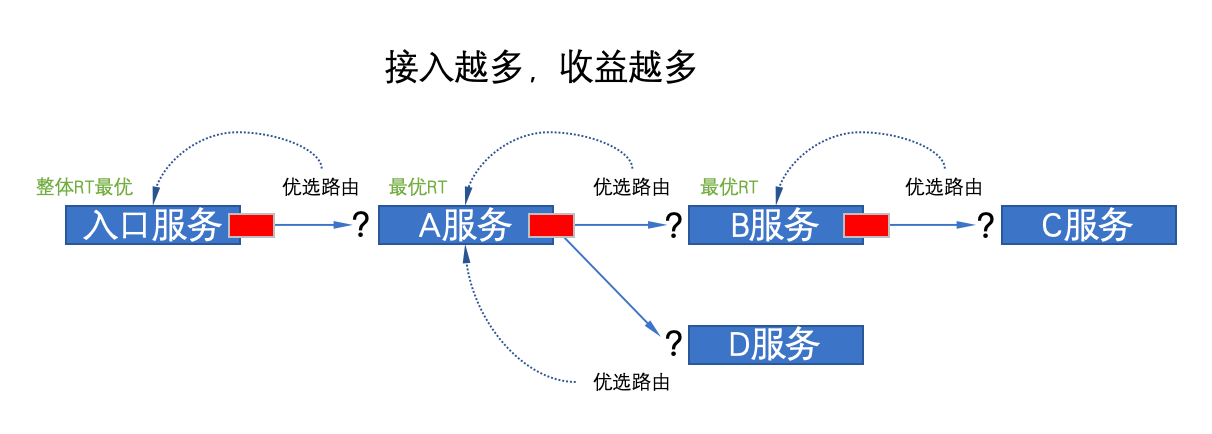 接入越多，收益越多
整体RT最优
优选路由
最优RT
优选路由
最优RT
优选路由
入口服务
?
A服务
?
B服务
?
C服务
?
D服务
优选路由